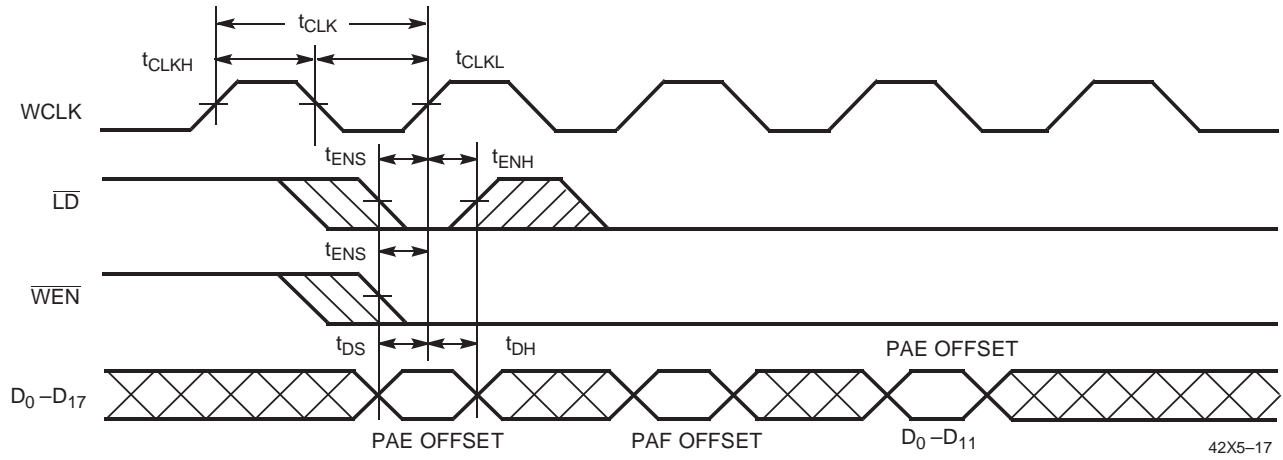 tCLK
tCLKH
tCLKL
WCLK
tENS
tENH
LD
tENS
WEN
tDS
tDH
PAE OFFSET
D0 –D17
PAE OFFSET
PAF OFFSET
D0 –D11
42X5–17